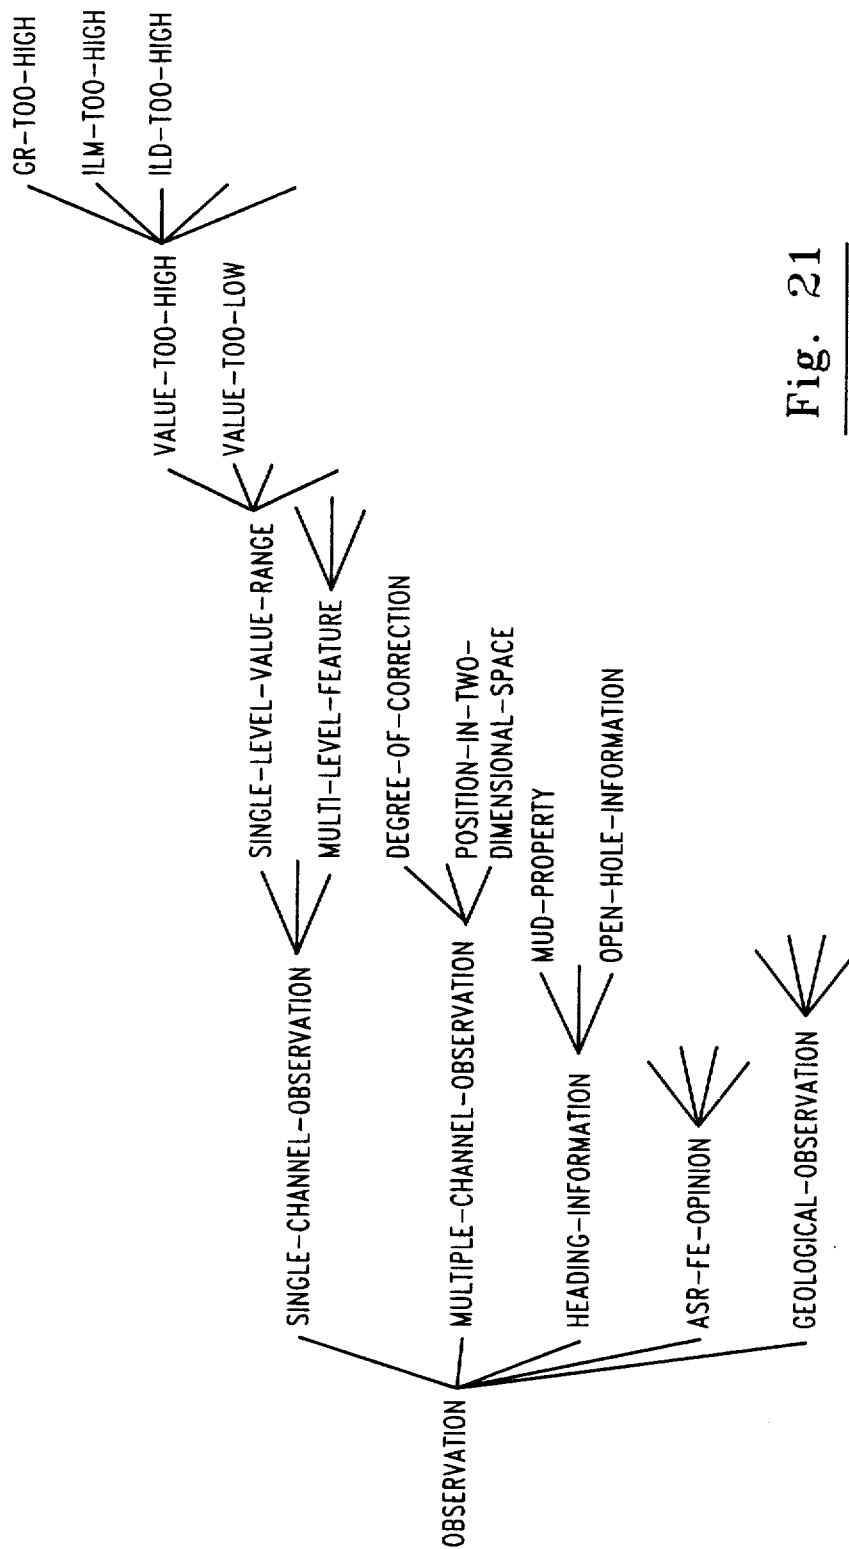 OBSERVATION
SINGLE-CHANNEL-OBSERVATION
MULTIPLE-CHANNEL-OBSERVATION
HEADING-INFORMATION
ASR-FE-OPINION
GEOLOGICAL-OBSERVATION
SINGLE-LEVEL-VALUE-RANGE
MULTI-LEVEL-FEATURE
DEGREE-OF-CORRECTION
POSITION-IN-TWO-
DIMENSIONAL-SPACE
MUD-PROPERTY
OPEN-HOLE-INFORMATION
VALUE-TOO-HIGH
VALUE-TOO-LOW
GR-TOO-HIGH
ILM-TOO-HIGH
ILD-TOO-HIGH
Fig. 21